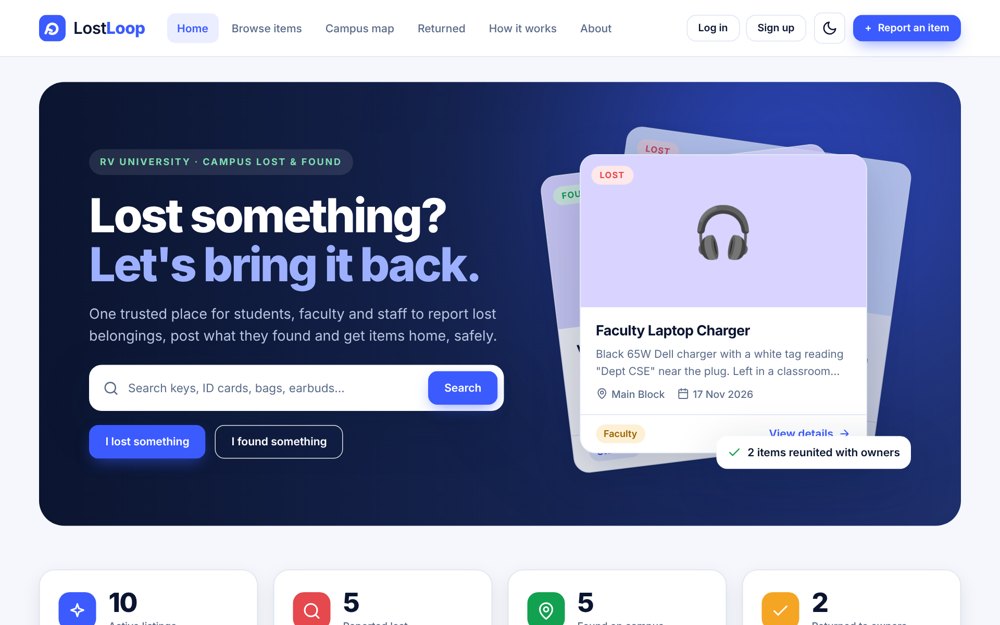 LostLoop
Home
Browse items
Campus map
Returned
How it works
About
Log in
Sign up
+ Report an item
RV UNIVERSITY · CAMPUS LOST & FOUND
Lost something?
Let's bring it back.
One trusted place for students, faculty and staff to report lost
belongings, post what they found and get items home, safely.
Search keys, ID cards, bags, earbuds...
Search
I lost something
I found something
LOST
LOST
Faculty Laptop Charger
Black 65W Dell charger with a white tag reading
"Dept CSE" near the plug. Left in a classroom...
Main Block
17 Nov 2026
Faculty
View details →
2 items reunited with owners
10
5
5
2